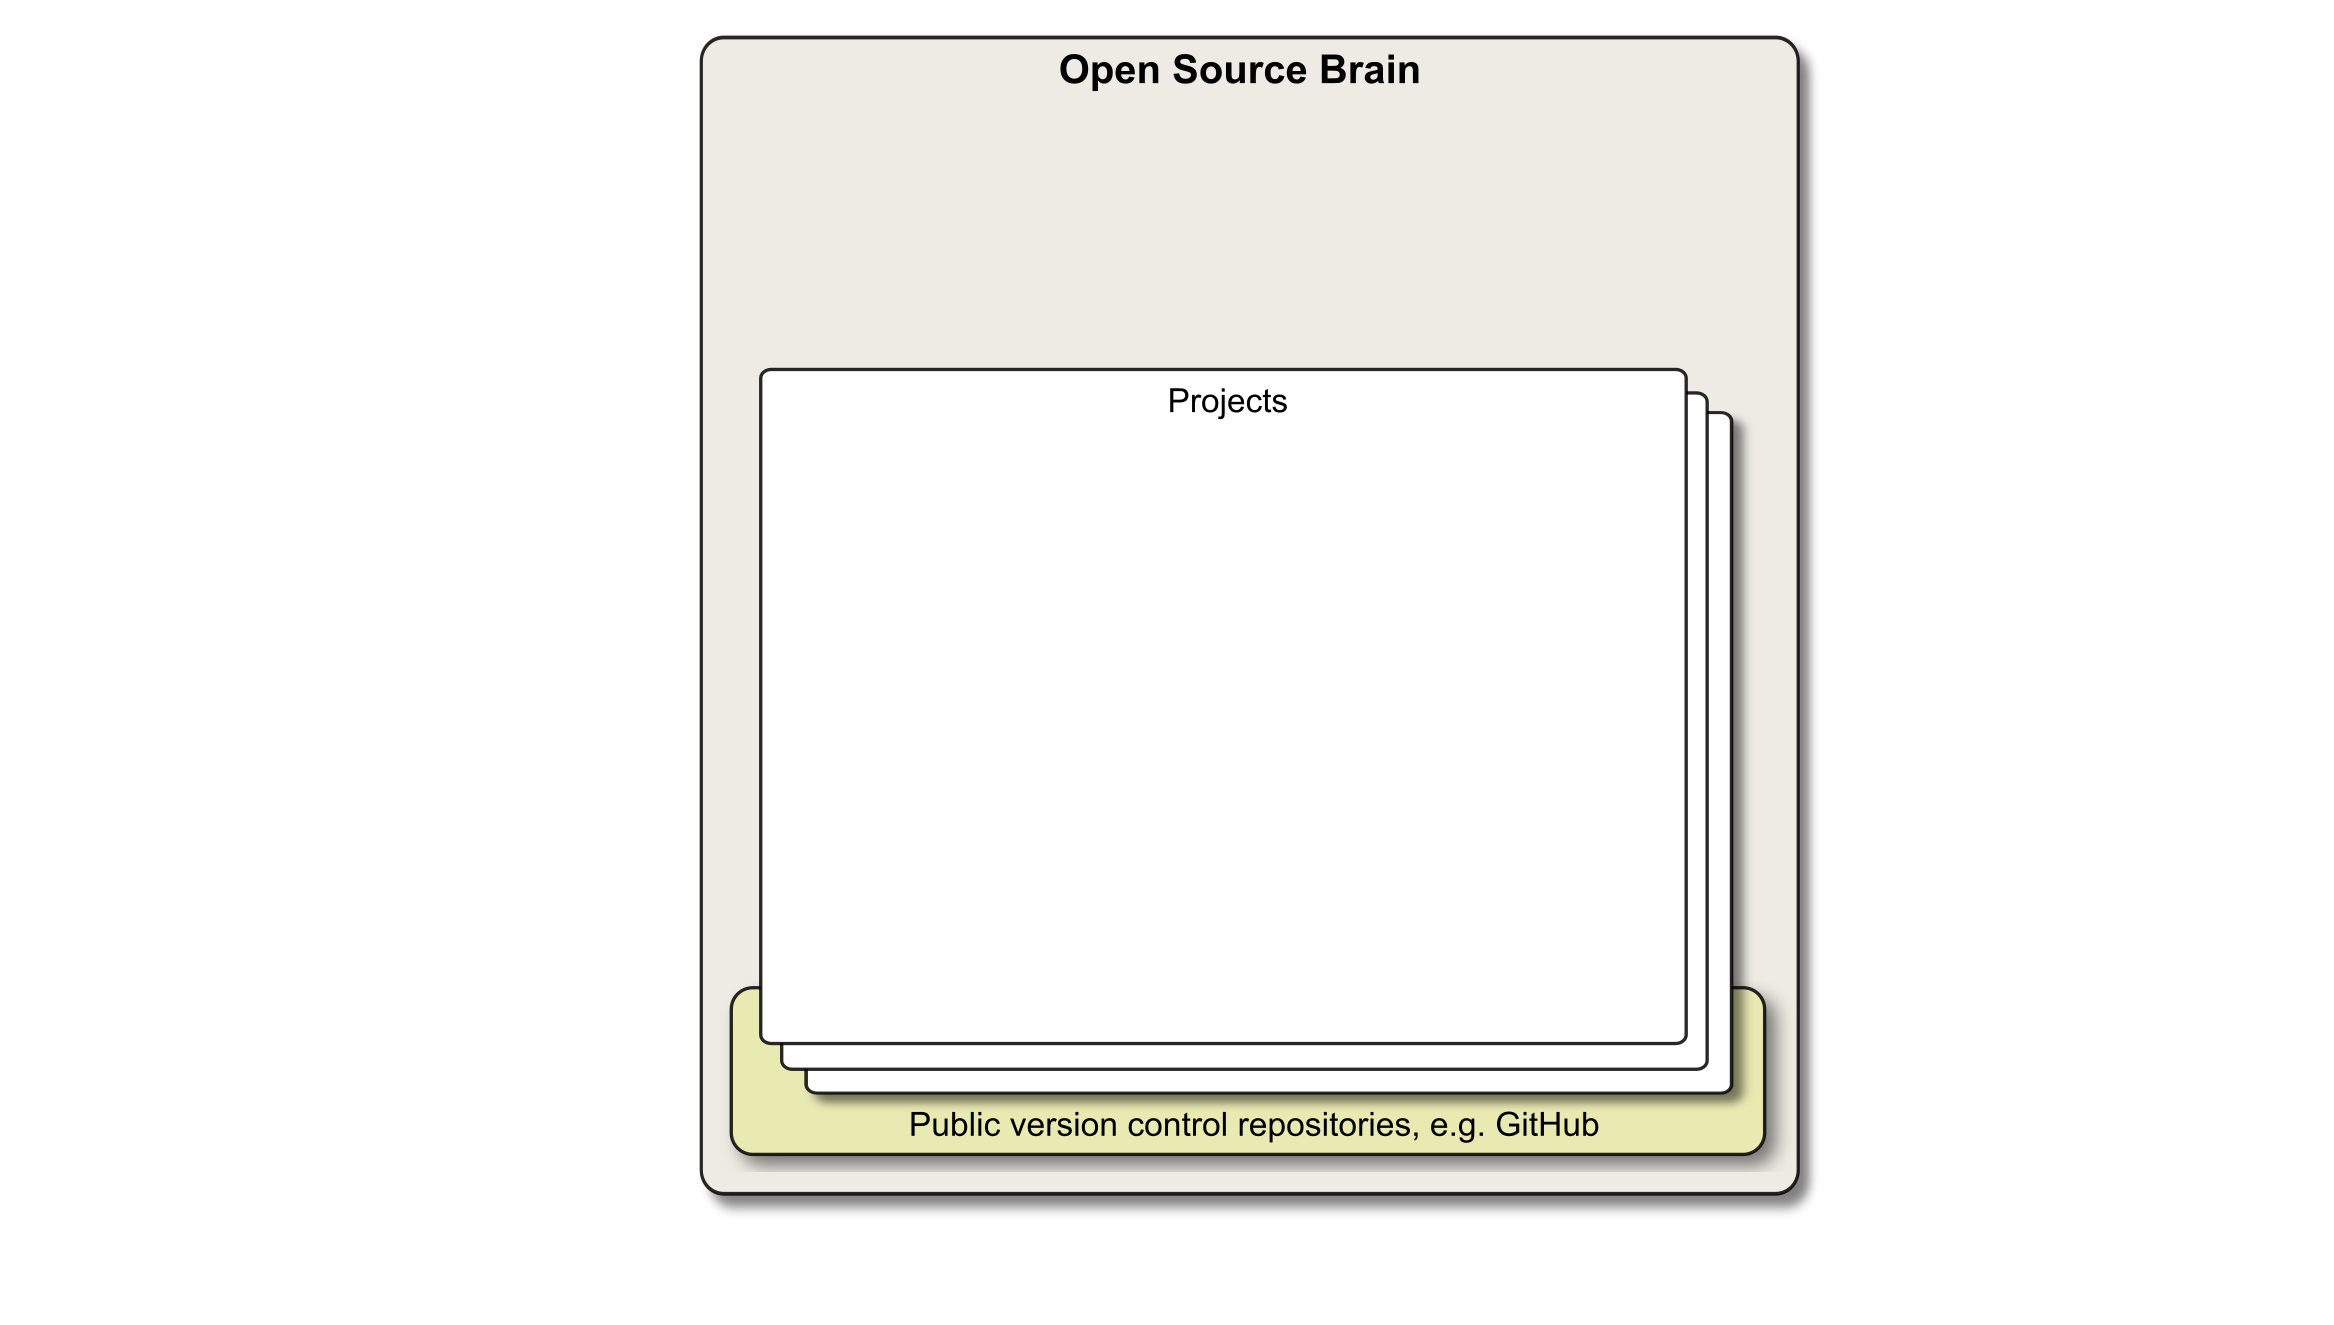 Open Source Brain
Projects
Public version control repositories, e.g. GitHub